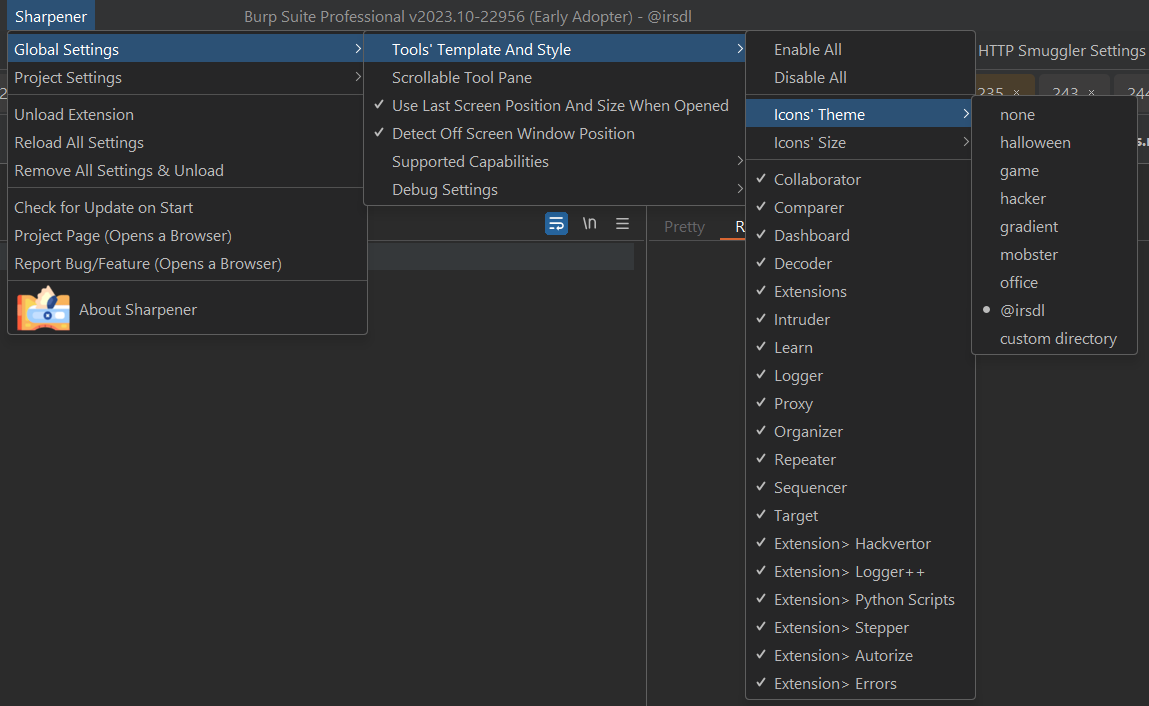 Sharpener
Burp Suite Professional v2023.10-22956 (Early Adopter) - @irsdl
Global Settings
Project Settings
Unload Extension
Reload All Settings
Remove All Settings & Unload
Check for Update on Start
Project Page (Opens a Browser)
Report Bug/Feature (Opens a Browser)
About Sharpener
Tools' Template And Style
Scrollable Tool Pane
Use Last Screen Position And Size When Opened
Detect Off Screen Window Position
Supported Capabilities
Debug Settings
\n
Pretty
R
Enable All
Disable All
Icons' Theme
Icons' Size
Collaborator
Comparer
Dashboard
Decoder
Extensions
Intruder
Learn
Logger
Proxy
Organizer
Repeater
Sequencer
Target
Extension> Hackvertor
Extension> Logger++
Extension> Python Scripts
Extension> Stepper
Extension> Autorize
Extension> Errors
HTTP Smuggler Settings
235 × 243 × 244
none
halloween
game
hacker
gradient
mobster
office
@irsdl
custom directory